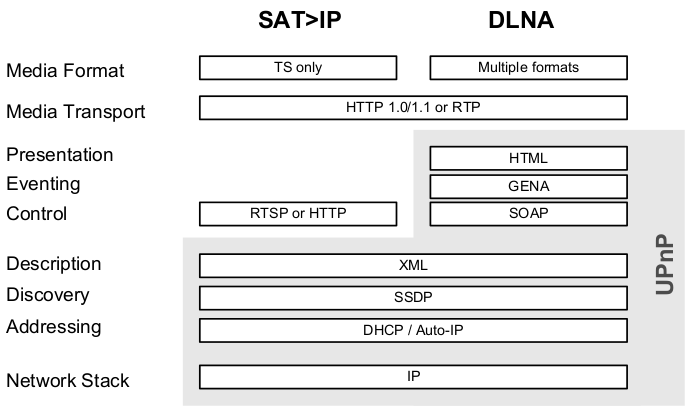 SAT>IP DLNA
Media Format TS only Multiple formats
Media Transport HTTP 1.0/1.1 or RTP
Presentation HTML
Eventing GENA
Control RTSP or HTTP SOAP
UPnP
Description XML
Discovery SSDP
Addressing DHCP / Auto-IP
Network Stack IP